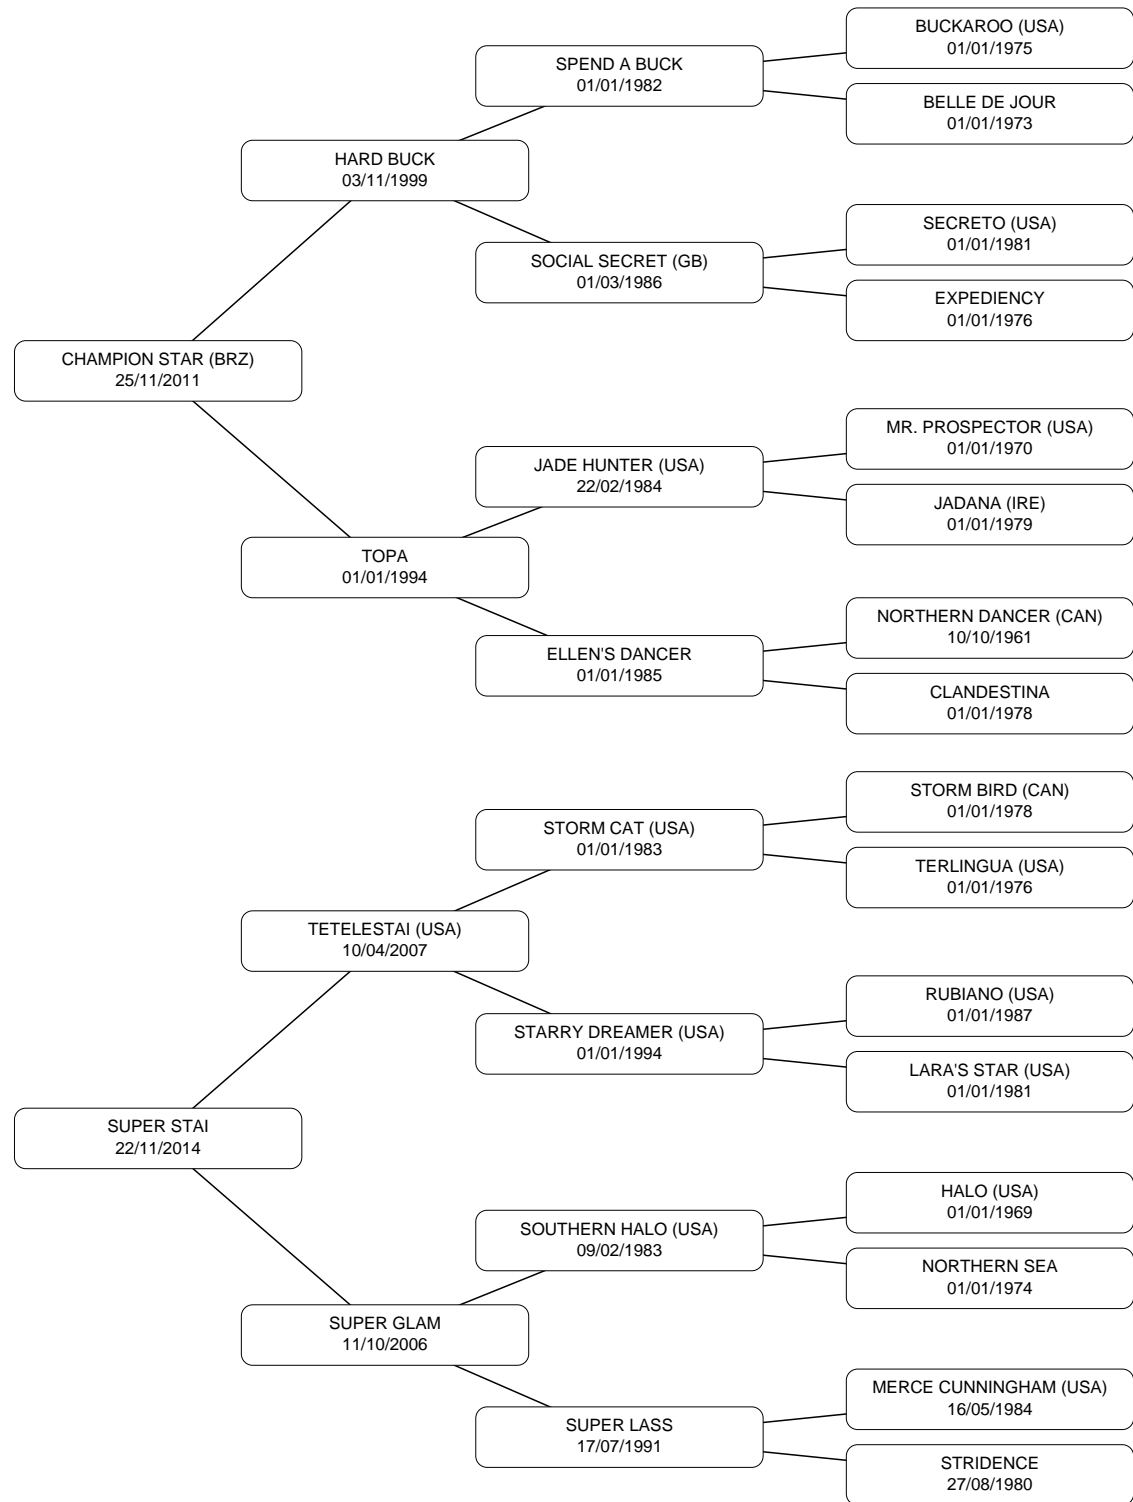 BUCKAROO (USA)
01/01/1975
SPEND A BUCK
01/01/1982
BELLE DE JOUR
01/01/1973
HARD BUCK
03/11/1999
SECRETO (USA)
01/01/1981
SOCIAL SECRET (GB)
01/03/1986
EXPEDIENCY
01/01/1976
CHAMPION STAR (BRZ)
25/11/2011
MR. PROSPECTOR (USA)
01/01/1970
JADE HUNTER (USA)
22/02/1984
JADANA (IRE)
01/01/1979
TOPA
01/01/1994
NORTHERN DANCER (CAN)
10/10/1961
ELLEN'S DANCER
01/01/1985
CLANDESTINA
01/01/1978
STORM BIRD (CAN)
01/01/1978
STORM CAT (USA)
01/01/1983
TERLINGUA (USA)
01/01/1976
TETELESTAI (USA)
10/04/2007
RUBIANO (USA)
01/01/1987
STARRY DREAMER (USA)
01/01/1994
LARA'S STAR (USA)
01/01/1981
SUPER STAI
22/11/2014
HALO (USA)
01/01/1969
SOUTHERN HALO (USA)
09/02/1983
NORTHERN SEA
01/01/1974
SUPER GLAM
11/10/2006
MERCE CUNNINGHAM (USA)
16/05/1984
SUPER LASS
17/07/1991
STRIDENCE
27/08/1980